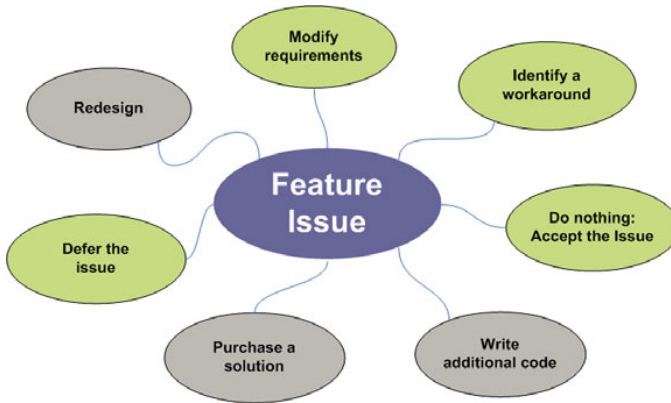 Modify
requirements
Identify a
workaround
Redesign
Feature
Issue
Do nothing:
Accept the Issue
Defer the
issue
Purchase a
solution
Write
additional code